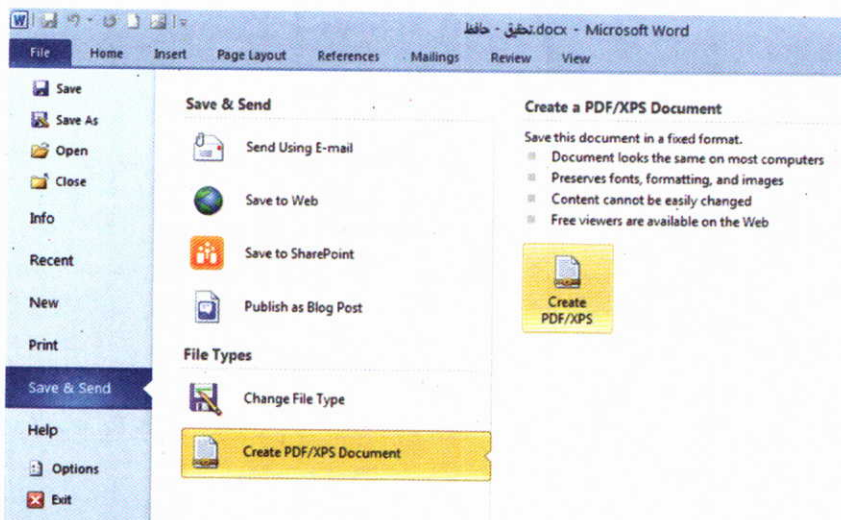 تحقیق - حافظ.docx - Microsoft Word
File Home Insert Page Layout References Mailings Review View
Save
Save As
Open
Close
Info
Recent
New
Print
Save & Send
Help
Options
Exit
Save & Send
Send Using E-mail
Save to Web
Save to SharePoint
Publish as Blog Post
File Types
Change File Type
Create PDF/XPS Document
Create a PDF/XPS Document
Save this document in a fixed format.
Document looks the same on most computers
Preserves fonts, formatting, and images
Content cannot be easily changed
Free viewers are available on the Web
Create
PDF/XPS